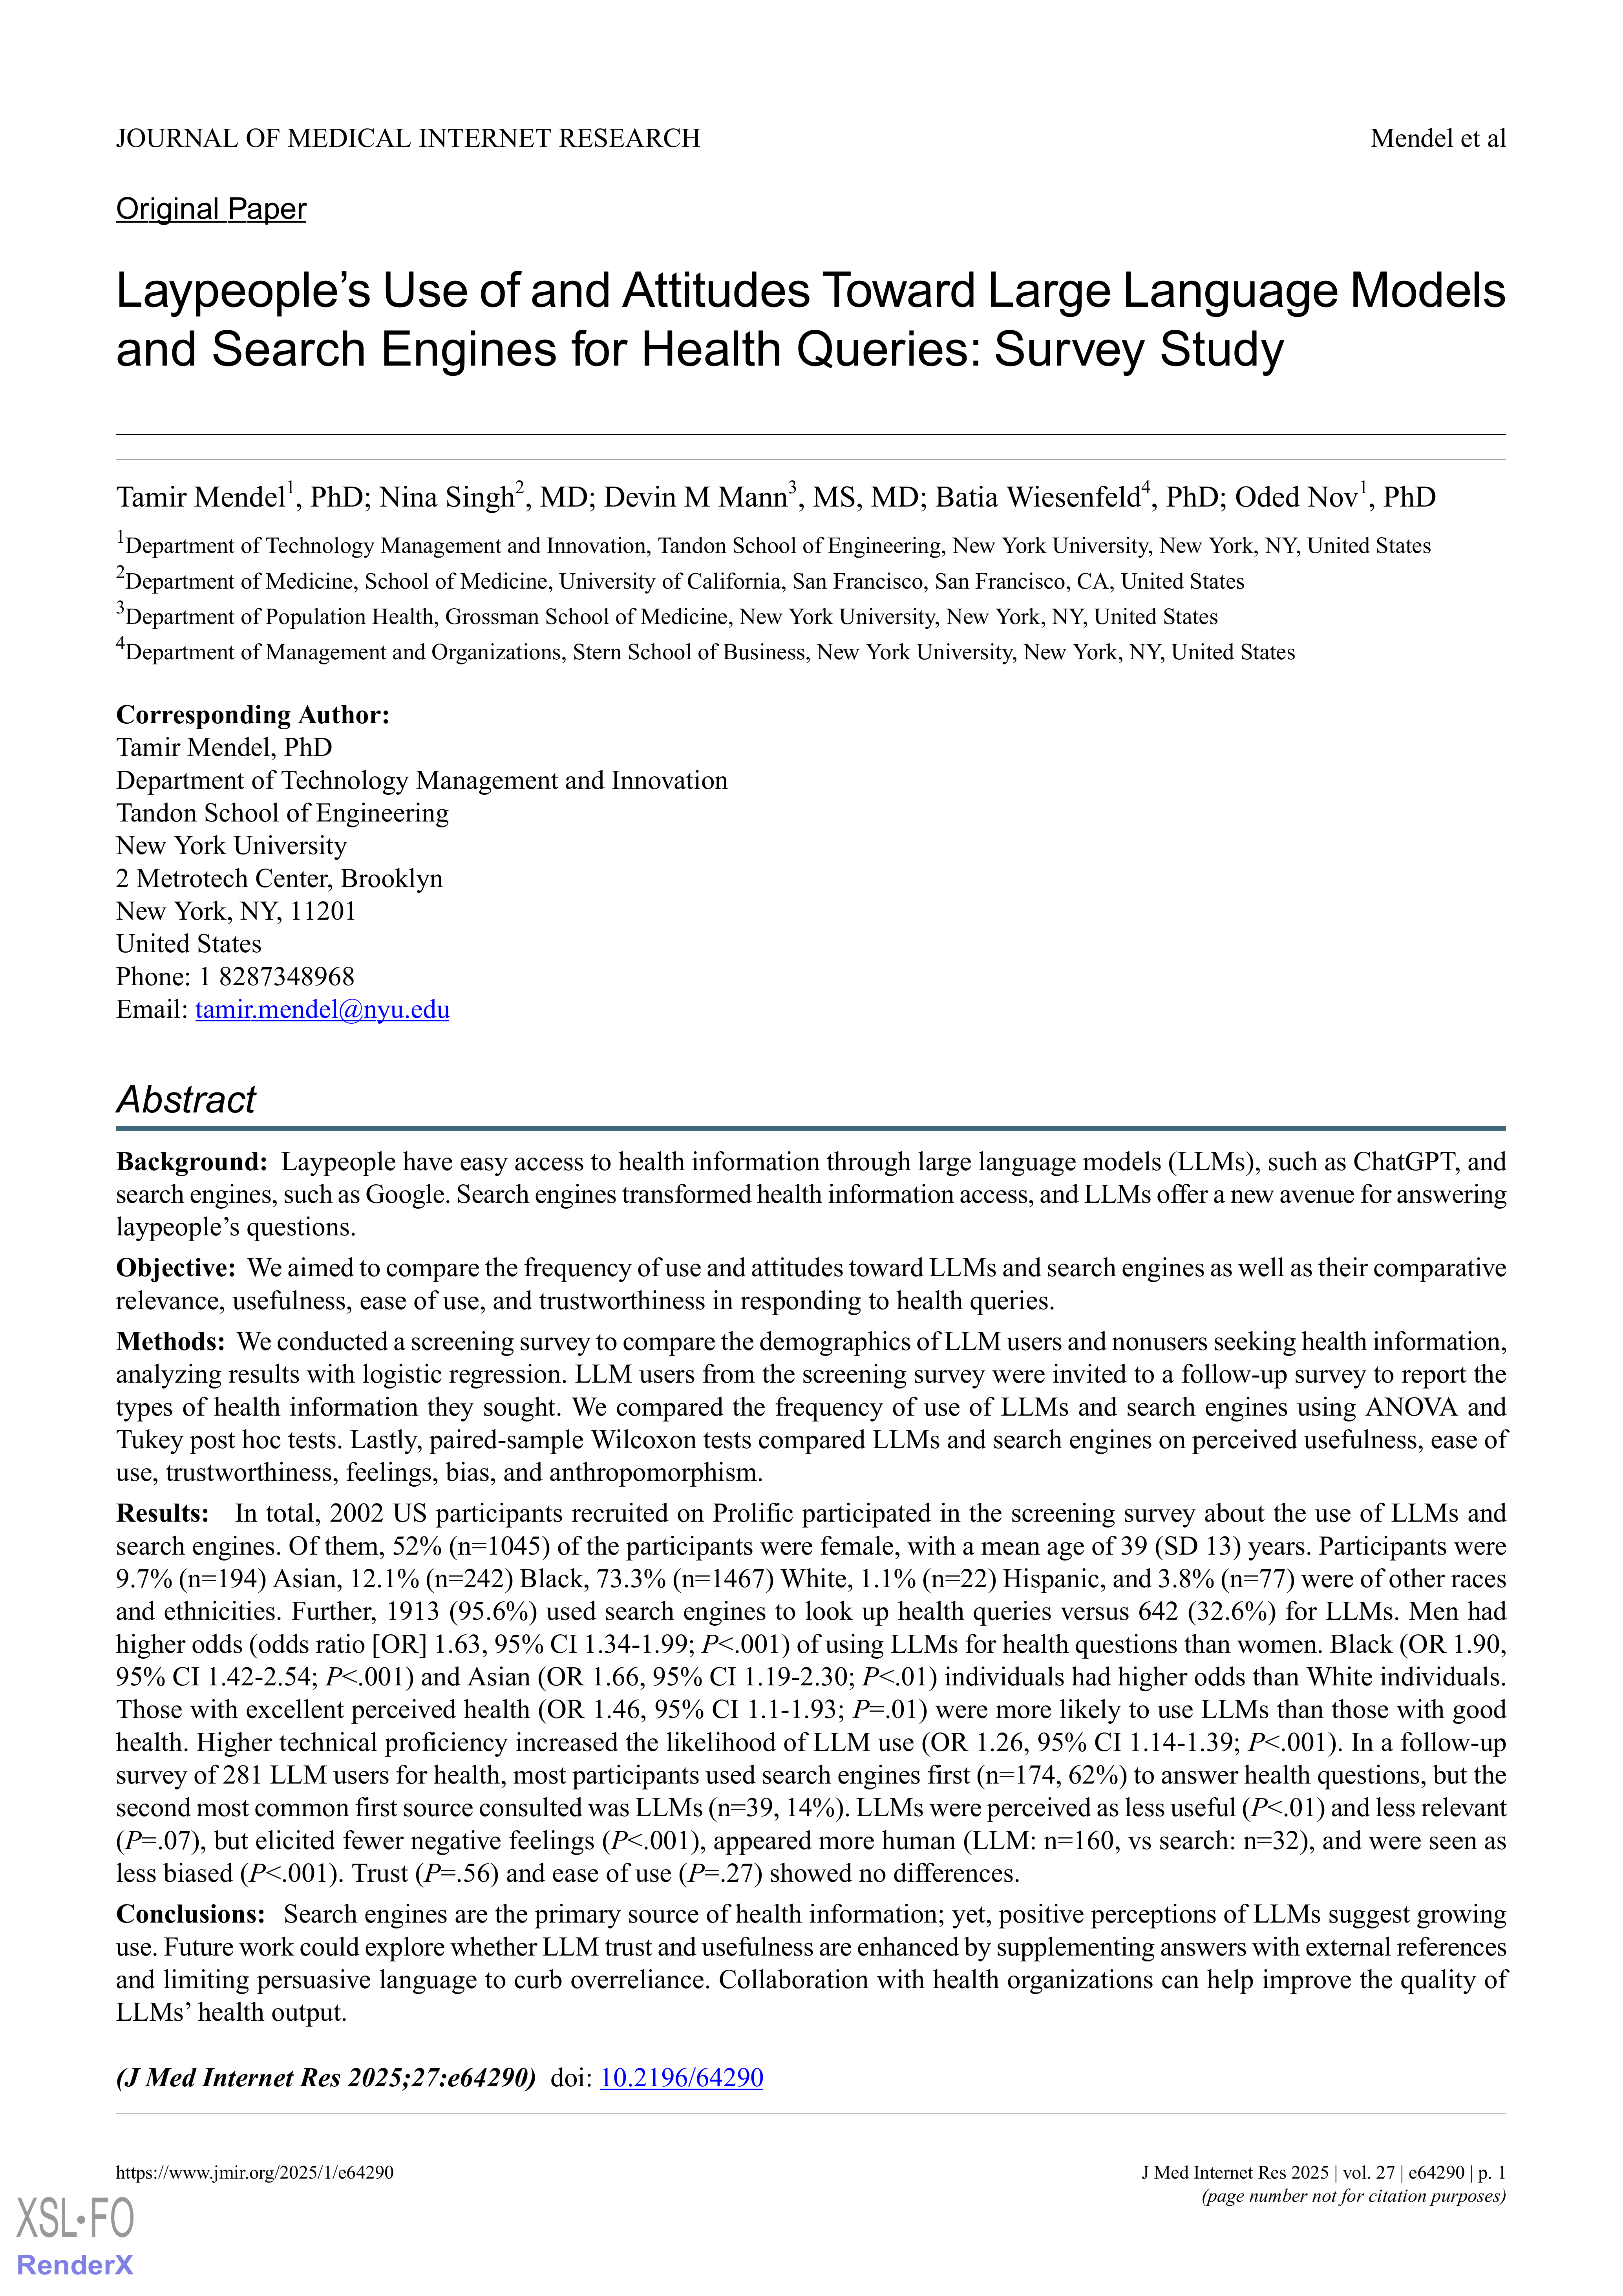 JOURNAL OF MEDICAL INTERNET RESEARCH
Mendel et al
Original Paper
Laypeople’s Use of and Attitudes Toward Large Language Models
and Search Engines for Health Queries: Survey Study
Tamir Mendel1, PhD; Nina Singh2, MD; Devin M Mann3, MS, MD; Batia Wiesenfeld4, PhD; Oded Nov1, PhD
1Department of Technology Management and Innovation, Tandon School of Engineering, New York University, New York, NY, United States
2Department of Medicine, School of Medicine, University of California, San Francisco, San Francisco, CA, United States
3Department of Population Health, Grossman School of Medicine, New York University, New York, NY, United States
4Department of Management and Organizations, Stern School of Business, New York University, New York, NY, United States
Corresponding Author:
Tamir Mendel, PhD
Department of Technology Management and Innovation
Tandon School of Engineering
New York University
2 Metrotech Center, Brooklyn
New York, NY, 11201
United States
Phone: 1 8287348968
Email: tamir.mendel@nyu.edu
Abstract
Background: Laypeople have easy access to health information through large language models (LLMs), such as ChatGPT, and
search engines, such as Google. Search engines transformed health information access, and LLMs offer a new avenue for answering
laypeople’s questions.
Objective: We aimed to compare the frequency of use and attitudes toward LLMs and search engines as well as their comparative
relevance, usefulness, ease of use, and trustworthiness in responding to health queries.
Methods: We conducted a screening survey to compare the demographics of LLM users and nonusers seeking health information,
analyzing results with logistic regression. LLM users from the screening survey were invited to a follow-up survey to report the
types of health information they sought. We compared the frequency of use of LLMs and search engines using ANOVA and
Tukey post hoc tests. Lastly, paired-sample Wilcoxon tests compared LLMs and search engines on perceived usefulness, ease of
use, trustworthiness, feelings, bias, and anthropomorphism.
Results: In total, 2002 US participants recruited on Prolific participated in the screening survey about the use of LLMs and
search engines. Of them, 52% (n=1045) of the participants were female, with a mean age of 39 (SD 13) years. Participants were
9.7% (n=194) Asian, 12.1% (n=242) Black, 73.3% (n=1467) White, 1.1% (n=22) Hispanic, and 3.8% (n=77) were of other races
and ethnicities. Further, 1913 (95.6%) used search engines to look up health queries versus 642 (32.6%) for LLMs. Men had
higher odds (odds ratio [OR] 1.63, 95% CI 1.34-1.99; P<.001) of using LLMs for health questions than women. Black (OR 1.90,
95% CI 1.42-2.54; P<.001) and Asian (OR 1.66, 95% CI 1.19-2.30; P<.01) individuals had higher odds than White individuals.
Those with excellent perceived health (OR 1.46, 95% CI 1.1-1.93; P=.01) were more likely to use LLMs than those with good
health. Higher technical proficiency increased the likelihood of LLM use (OR 1.26, 95% CI 1.14-1.39; P<.001). In a follow-up
survey of 281 LLM users for health, most participants used search engines first (n=174, 62%) to answer health questions, but the
second most common first source consulted was LLMs (n=39, 14%). LLMs were perceived as less useful (P<.01) and less relevant
(P=.07), but elicited fewer negative feelings (P<.001), appeared more human (LLM: n=160, vs search: n=32), and were seen as
less biased (P<.001). Trust (P=.56) and ease of use (P=.27) showed no differences.
Conclusions: Search engines are the primary source of health information; yet, positive perceptions of LLMs suggest growing
use. Future work could explore whether LLM trust and usefulness are enhanced by supplementing answers with external references
and limiting persuasive language to curb overreliance. Collaboration with health organizations can help improve the quality of
LLMs’ health output.
(J Med Internet Res 2025;27:e64290) doi: 10.2196/64290
https://www.jmir.org/2025/1/e64290
J Med Internet Res 2025 | vol. 27 | e64290 | p. 1
(page number not for citation purposes)
XSL•FO
RenderX